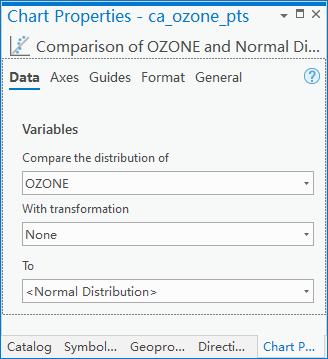 Chart Properties - ca_ozone_pts
Comparison of OZONE and Normal Di...
Data Axes Guides Format General
Variables
Compare the distribution of
OZONE
With transformation
None
To
<Normal Distribution>
Catalog Symbol... Geopro... Directi... Chart P...